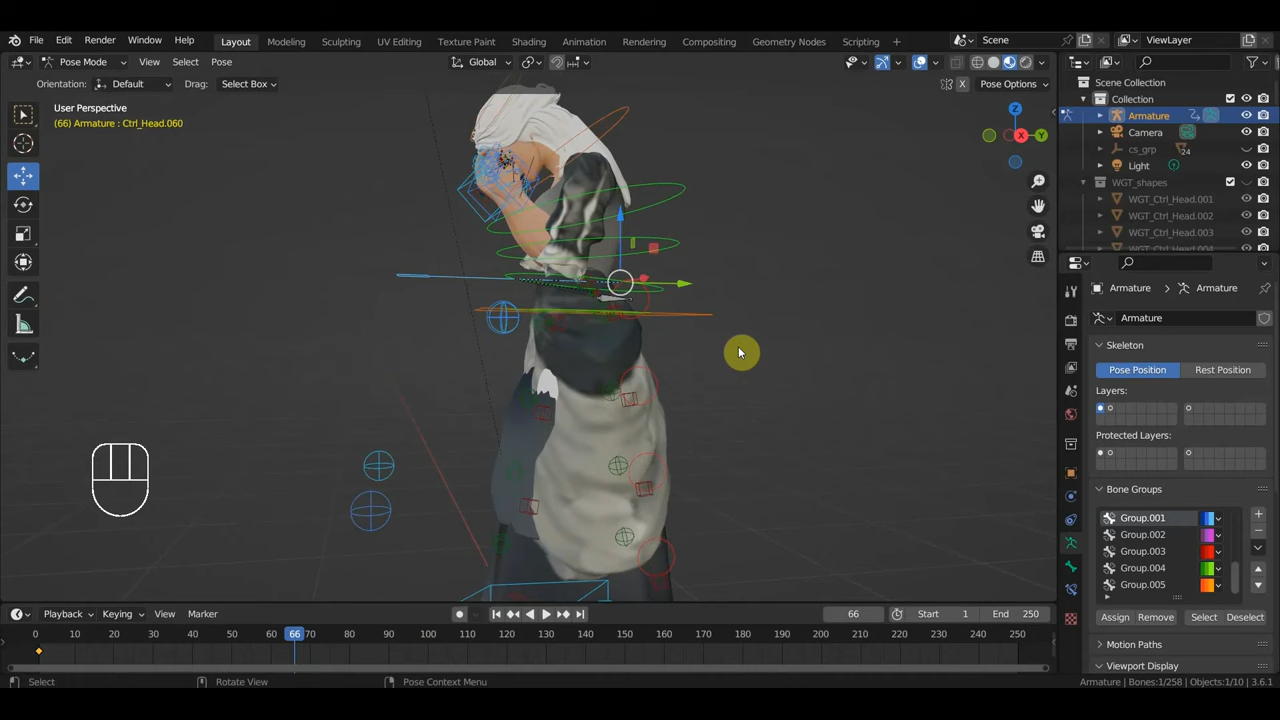 File Edit Render Window Help Layout Modeling Sculpting UV Editing Texture Paint Shading Animation Rendering Compositing Geometry Nodes Scripting + Scene ViewLayer
Pose Mode View Select Pose Global X Pose Options
Orientation: Default Drag: Select Box
User Perspective
(66) Armature : Ctrl_Head.060
Z
X
Y
Scene Collection
Collection
Armature
Camera
cs_grp 24
Light
WGT_shapes
WGT_Ctrl_Head.001
WGT_Ctrl_Head.002
WGT_Ctrl_Head.003
WGT_Ctrl_Head.004
Armature > Armature
Armature
Skeleton
Pose Position Rest Position
Layers:
Protected Layers:
Bone Groups
Group.001
Group.002
Group.003
Group.004
Group.005
Assign Remove Select Deselect
Motion Paths
Viewport Display
Playback Keying View Marker 66 Start 1 End 250
0 10 20 30 40 50 66 70 80 90 100 110 120 130 140 150 160 170 180 190 200 210 220 230 240 250
Select Rotate View Pose Context Menu Armature | Bones:1/258 | Objects:1/10 | 3.6.1